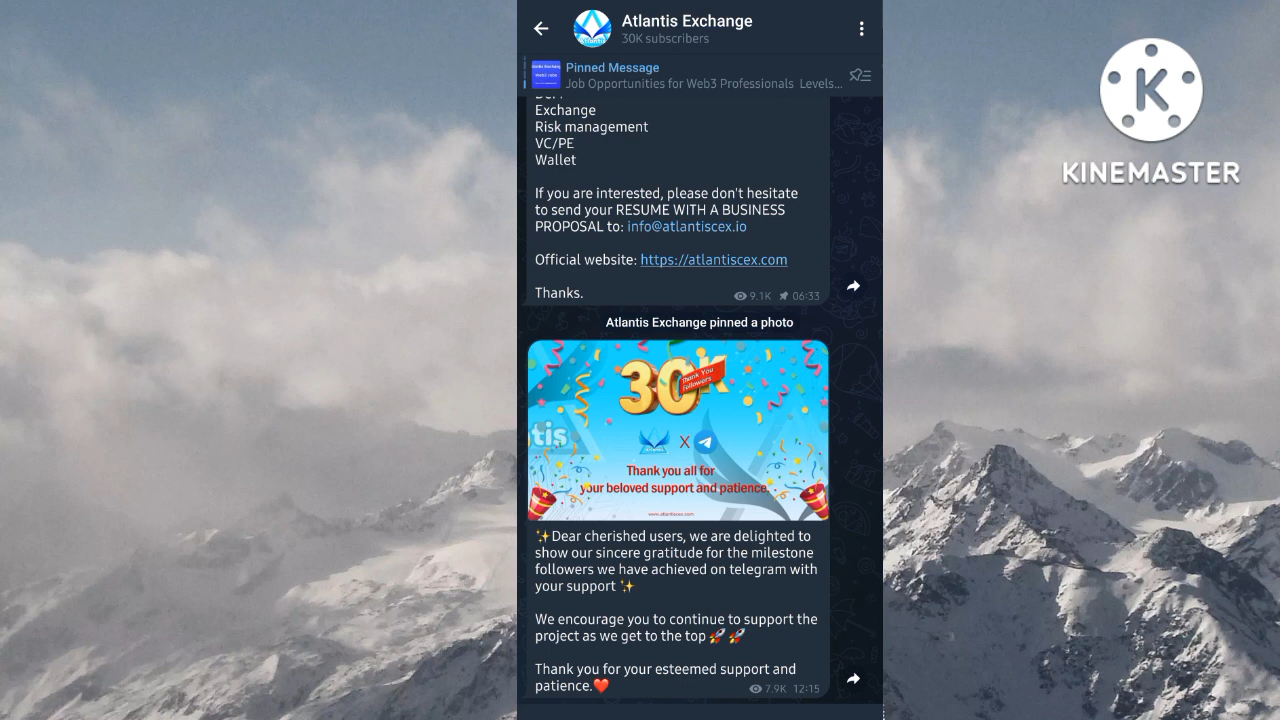 Atlantis Exchange
30K subscribers
Pinned Message
Job Opportunities for Web3 Professionals Levels...
Exchange
Risk management
VC/PE
Wallet
If you are interested, please don't hesitate
to send your RESUME WITH A BUSINESS
PROPOSAL to: info@atlantiscex.io
Official website: https://atlantiscex.com
Thanks.
9.1K 06:33
Atlantis Exchange pinned a photo
30K
Thank You
Followers
tis
X
Thank you all for
your beloved support and patience.
www.atlantiscex.com
✨Dear cherished users, we are delighted to
show our sincere gratitude for the milestone
followers we have achieved on telegram with
your support ✨
We encourage you to continue to support the
project as we get to the top 🚀 🚀
Thank you for your esteemed support and
patience.❤️
7.9K 12:15
K
KINEMASTER